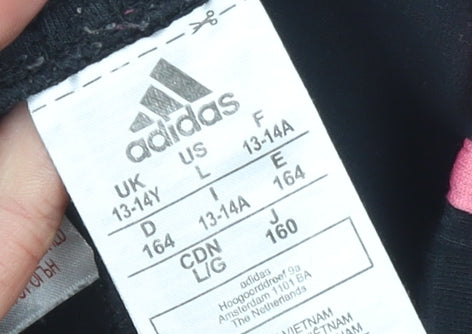 adidas
UK US F
13-14Y L 13-14A
D I E
164 13-14A 164
CDN J
L/G 160
adidas
Hoogoorddreef 9a
Amsterdam 1101 BA
The Netherlands
VIETNAM